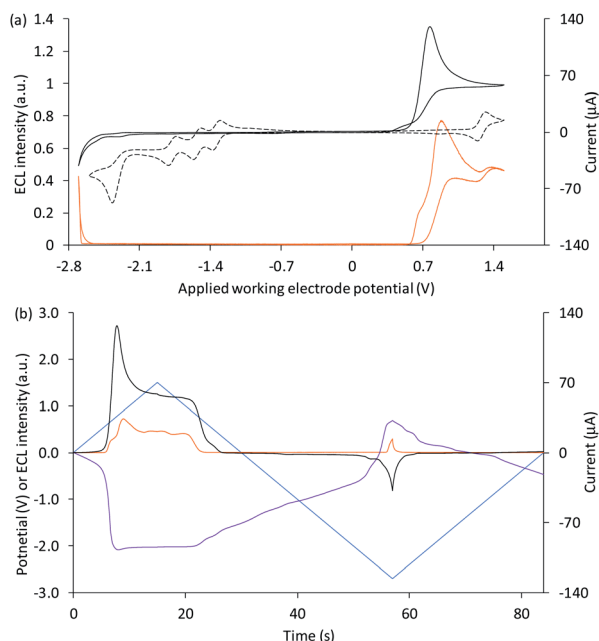 (a)
1.4
1.2
1
0.8
0.6
0.4
0.2
0
ECL intensity (a.u.)
140
70
0
-70
-140
Current (µA)
-2.8 -2.1 -1.4 -0.7 0 0.7 1.4
Applied working electrode potential (V)
(b)
3.0
2.0
1.0
0.0
-1.0
-2.0
-3.0
Potnetial (V) or ECL intensity (a.u.)
140
70
0
-70
-140
Current (µA)
0 20 40 60 80
Time (s)